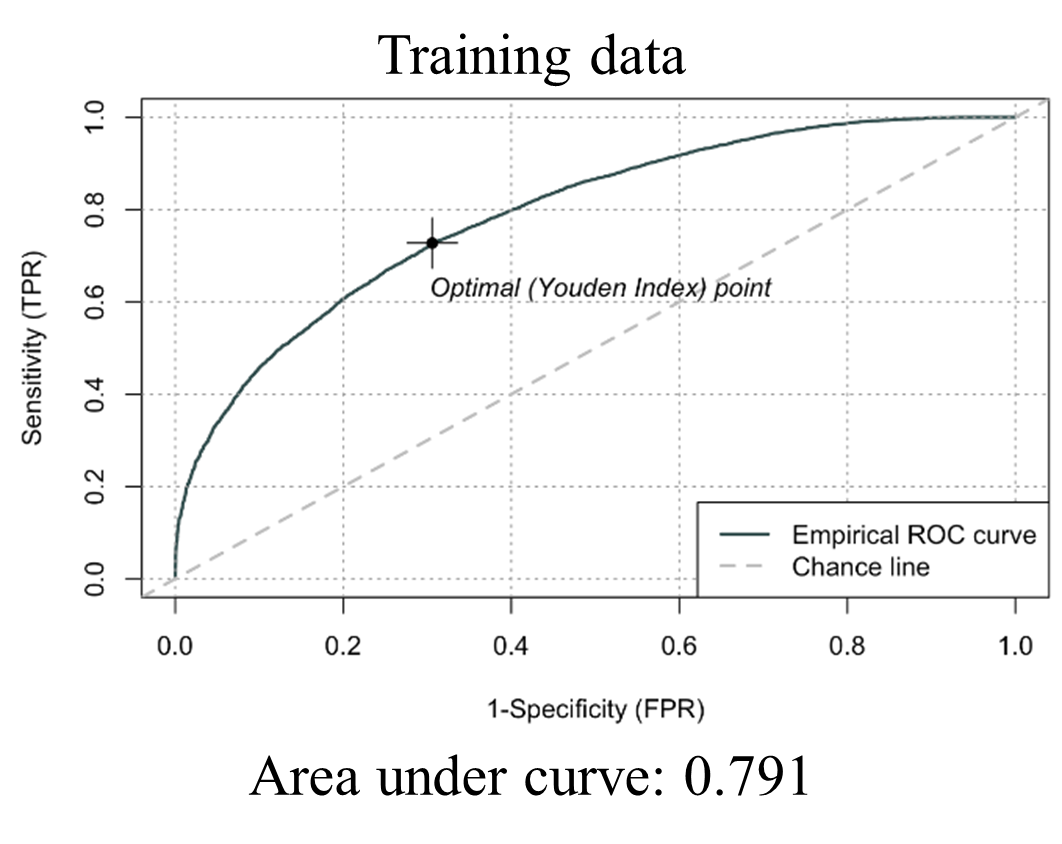 Training data
1.0
0.8
0.6
0.4
0.2
0.0
Sensitivity (TPR)
Optimal (Youden Index) point
Empirical ROC curve
Chance line
0.0 0.2 0.4 0.6 0.8 1.0
1-Specificity (FPR)
Area under curve: 0.791